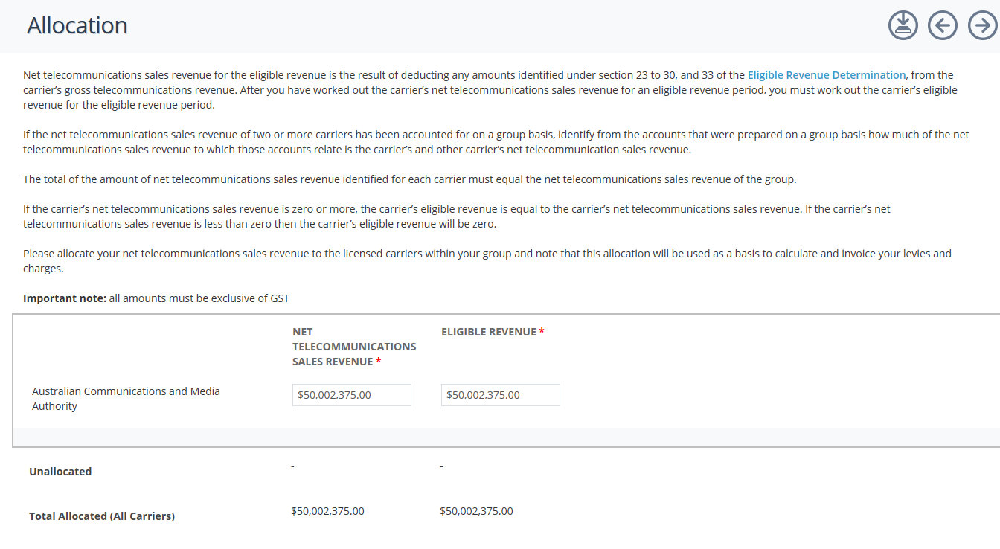 Allocation
Net telecommunications sales revenue for the eligible revenue is the result of deducting any amounts identified under section 23 to 30, and 33 of the Eligible Revenue Determination, from the
carrier’s gross telecommunications revenue. After you have worked out the carrier’s net telecommunications sales revenue for an eligible revenue period, you must work out the carrier’s eligible
revenue for the eligible revenue period.
If the net telecommunications sales revenue of two or more carriers has been accounted for on a group basis, identify from the accounts that were prepared on a group basis how much of the net
telecommunications sales revenue to which those accounts relate is the carrier’s and other carrier’s net telecommunication sales revenue.
The total of the amount of net telecommunications sales revenue identified for each carrier must equal the net telecommunications sales revenue of the group.
If the carrier’s net telecommunications sales revenue is zero or more, the carrier’s eligible revenue is equal to the carrier’s net telecommunications sales revenue. If the carrier’s net
telecommunications sales revenue is less than zero then the carrier’s eligible revenue will be zero.
Please allocate your net telecommunications sales revenue to the licensed carriers within your group and note that this allocation will be used as a basis to calculate and invoice your levies and
charges.
Important note: all amounts must be exclusive of GST
NET
TELECOMMUNICATIONS
SALES REVENUE *
ELIGIBLE REVENUE *
Australian Communications and Media
Authority
$50,002,375.00 $50,002,375.00
Unallocated - -
Total Allocated (All Carriers) $50,002,375.00 $50,002,375.00